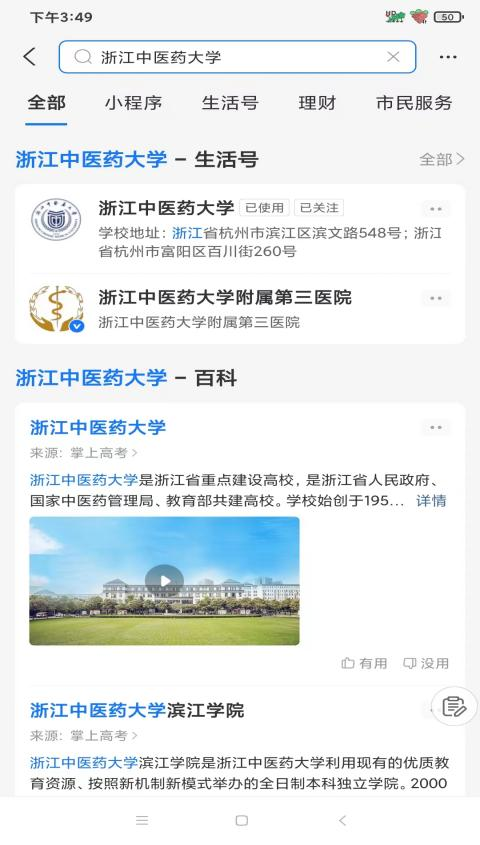 下午3:49
50
浙江中医药大学
全部 小程序 生活号 理财 市民服务
浙江中医药大学 - 生活号
全部
浙江中医药大学 已使用 已关注
学校地址：浙江省杭州市滨江区滨文路548号；浙江
省杭州市富阳区百川街260号
浙江中医药大学附属第三医院
浙江中医药大学附属第三医院
浙江中医药大学 - 百科
浙江中医药大学
来源：掌上高考
浙江中医药大学是浙江省重点建设高校，是浙江省人民政府、
国家中医药管理局、教育部共建高校。学校始创于195... 详情
有用 没用
浙江中医药大学滨江学院
来源：掌上高考
浙江中医药大学滨江学院是浙江中医药大学利用现有的优质教
育资源、按照新机制新模式举办的全日制本科独立学院。2000